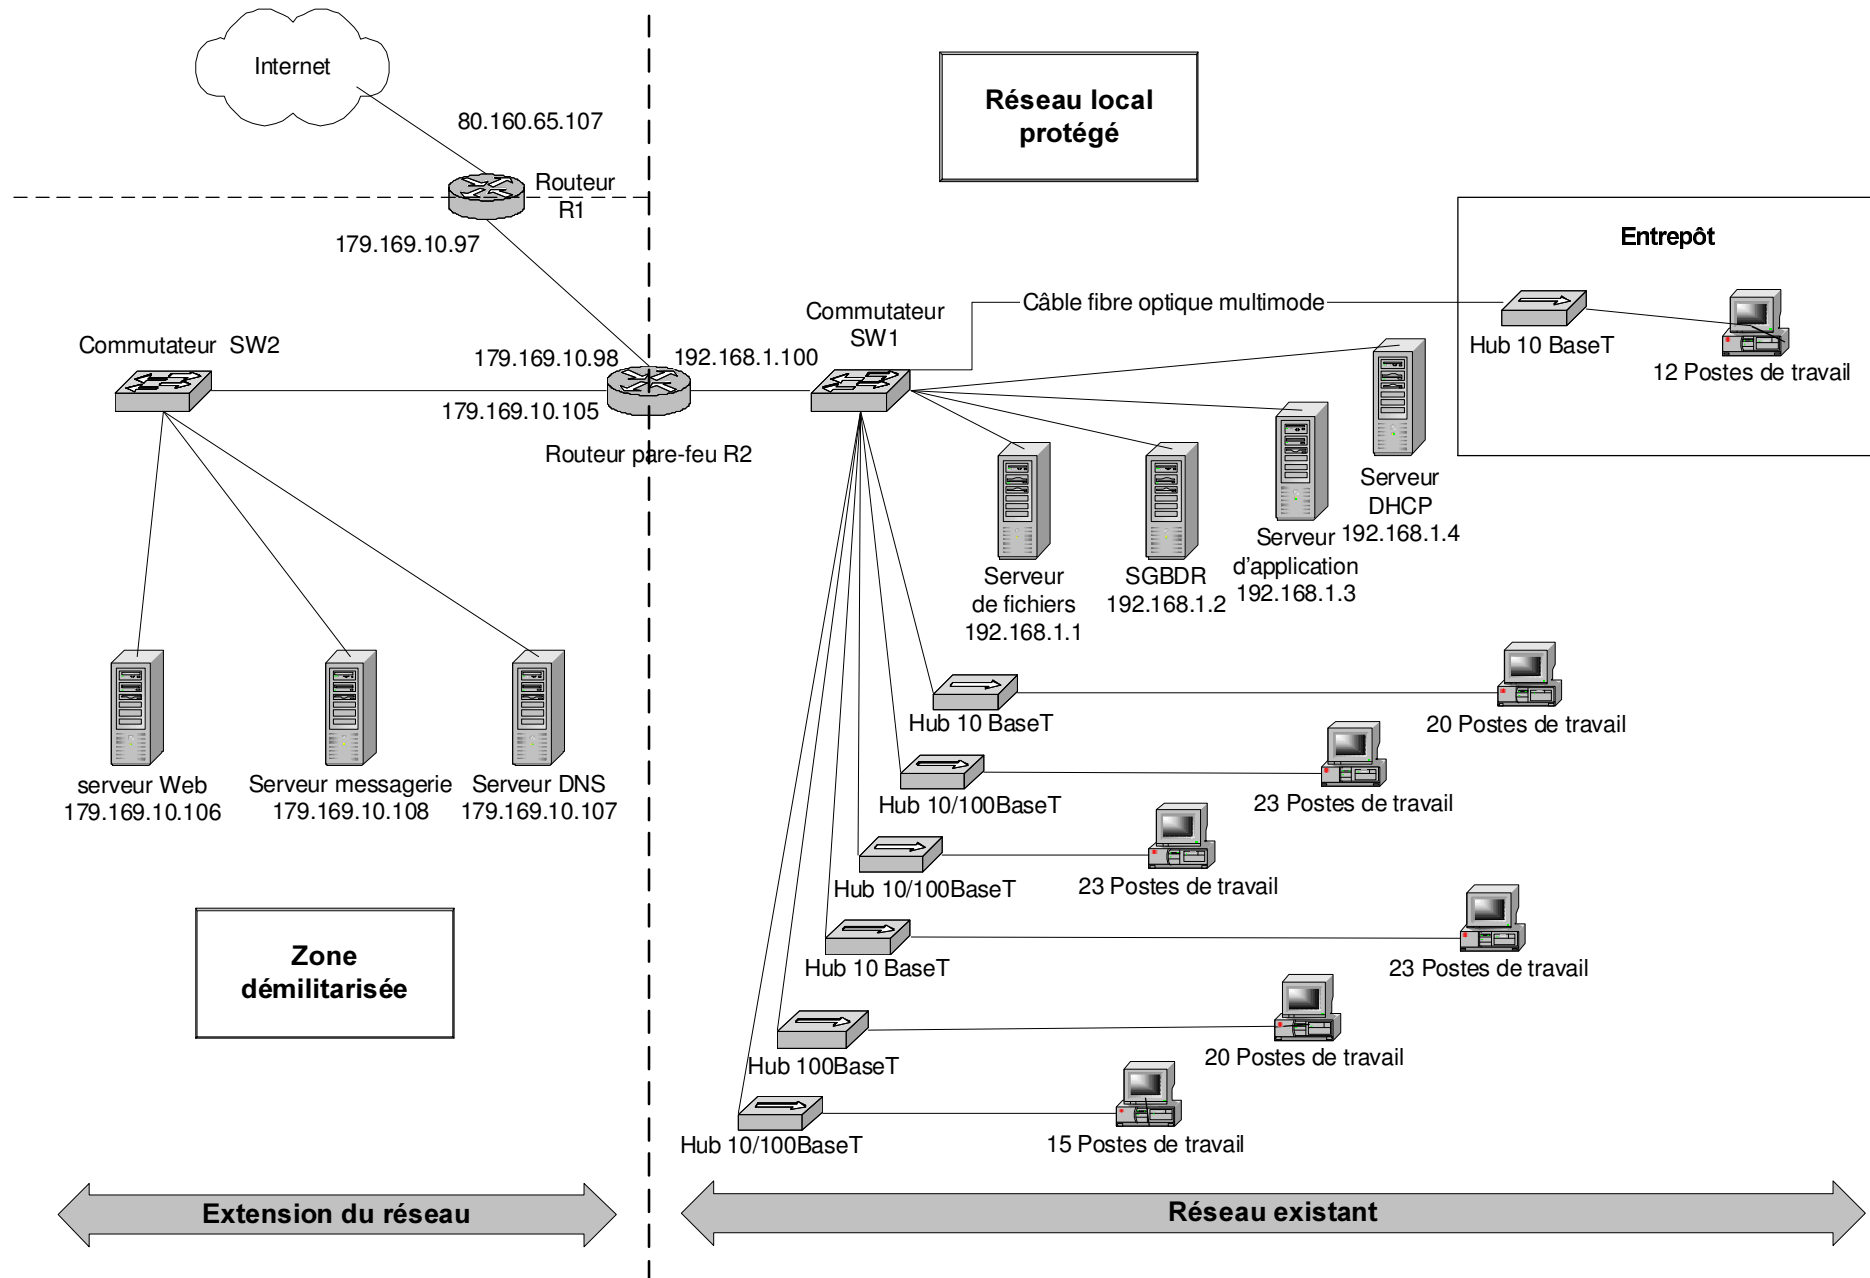 Internet
80.160.65.107
Routeur
R1
179.169.10.97
Réseau local
protégé
Entrepôt
Câble fibre optique multimode
Hub 10 BaseT
12 Postes de travail
Commutateur
SW1
Commutateur  SW2
179.169.10.98
192.168.1.100
179.169.10.105
Routeur pare-feu R2
Serveur
DHCP
192.168.1.4
Serveur
d'application
192.168.1.3
SGBDR
192.168.1.2
Serveur
de fichiers
192.168.1.1
serveur Web
179.169.10.106
Serveur messagerie
179.169.10.108
Serveur DNS
179.169.10.107
Hub 10 BaseT
20 Postes de travail
Hub 10/100BaseT
23 Postes de travail
Hub 10/100BaseT
23 Postes de travail
Hub 10 BaseT
23 Postes de travail
Hub 100BaseT
20 Postes de travail
Hub 10/100BaseT
15 Postes de travail
Zone
démilitarisée
Extension du réseau
Réseau existant